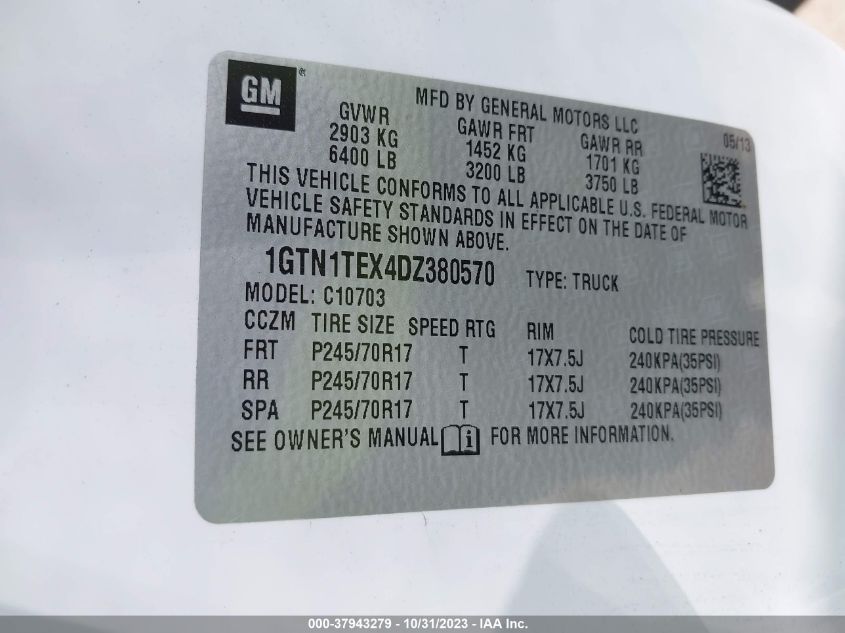 GM
MFD BY GENERAL MOTORS LLC
05/13
GVWR GAWR FRT GAWR RR
2903 KG 1452 KG 1701 KG
6400 LB 3200 LB 3750 LB
THIS VEHICLE CONFORMS TO ALL APPLICABLE U.S. FEDERAL MOTOR
VEHICLE SAFETY STANDARDS IN EFFECT ON THE DATE OF
MANUFACTURE SHOWN ABOVE.
1GTN1TEX4DZ380570 TYPE: TRUCK
MODEL: C10703
CCZM TIRE SIZE SPEED RTG RIM COLD TIRE PRESSURE
FRT P245/70R17 T 17X7.5J 240KPA(35PSI)
RR P245/70R17 T 17X7.5J 240KPA(35PSI)
SPA P245/70R17 T 17X7.5J 240KPA(35PSI)
SEE OWNER'S MANUAL i FOR MORE INFORMATION.
000-37943279 - 10/31/2023 - IAA Inc.